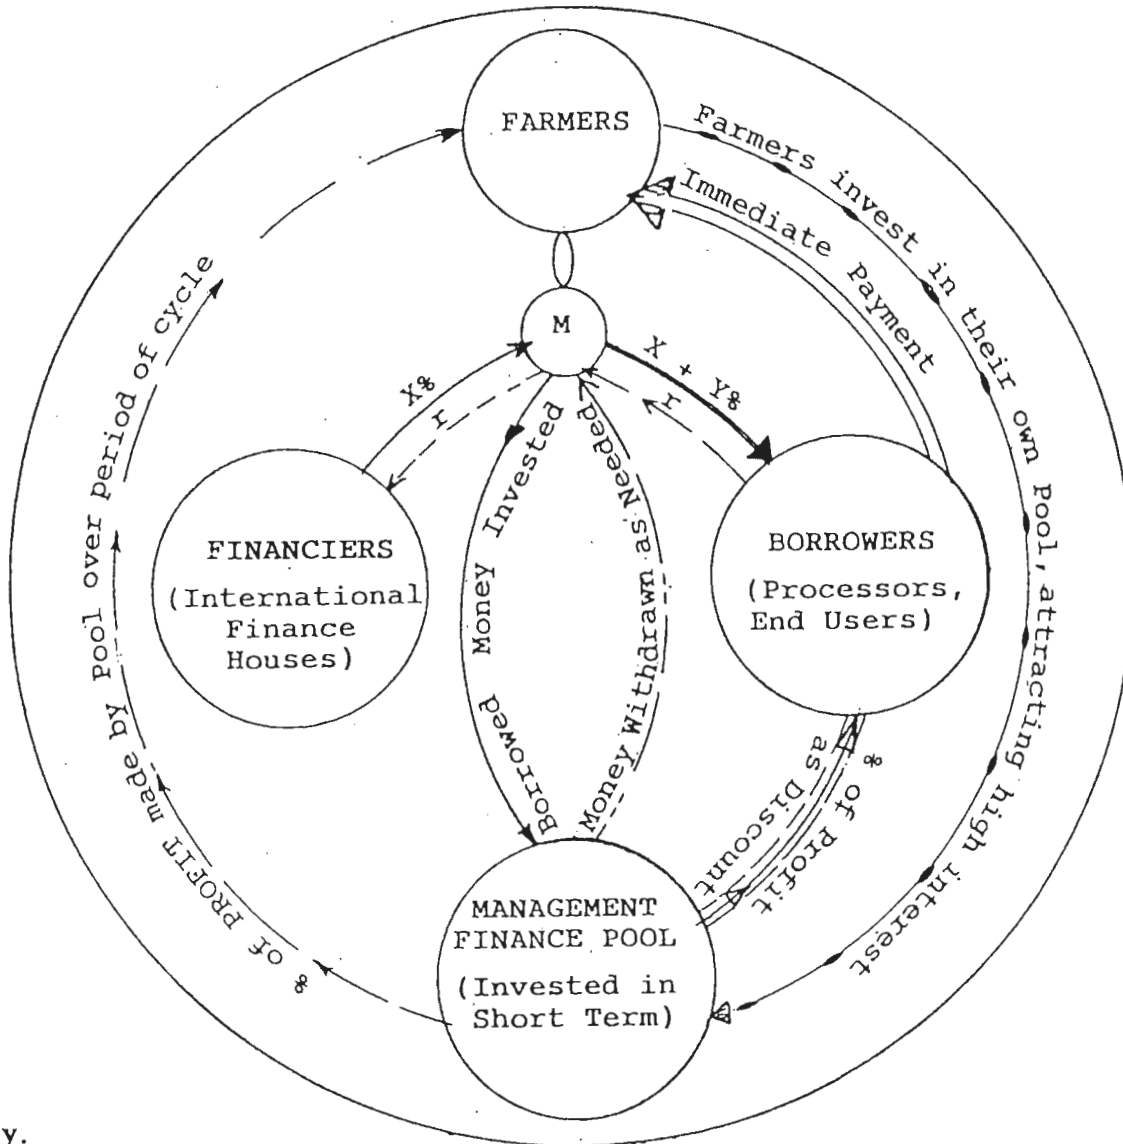 FARMERS
Farmers invest in their own Pool, attracting high interest
Immediate Payment
M
X%
r
X + Y%
r
Borrowed Money Invested
Money Withdrawn as Needed
FINANCIERS
(International
Finance
Houses)
BORROWERS
(Processors,
End Users)
% of PROFIT made by Pool over period of cycle
% of Profit
as Discount
MANAGEMENT
FINANCE POOL
(Invested in
Short Term)
y.